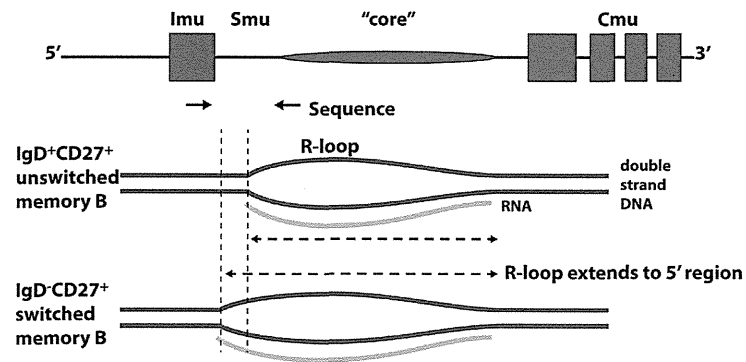 Imu Smu "core" Cmu
5' 3'
Sequence
IgD+CD27+
unswitched
memory B
R-loop
double
strand
DNA
RNA
R-loop extends to 5' region
IgD-CD27+
switched
memory B